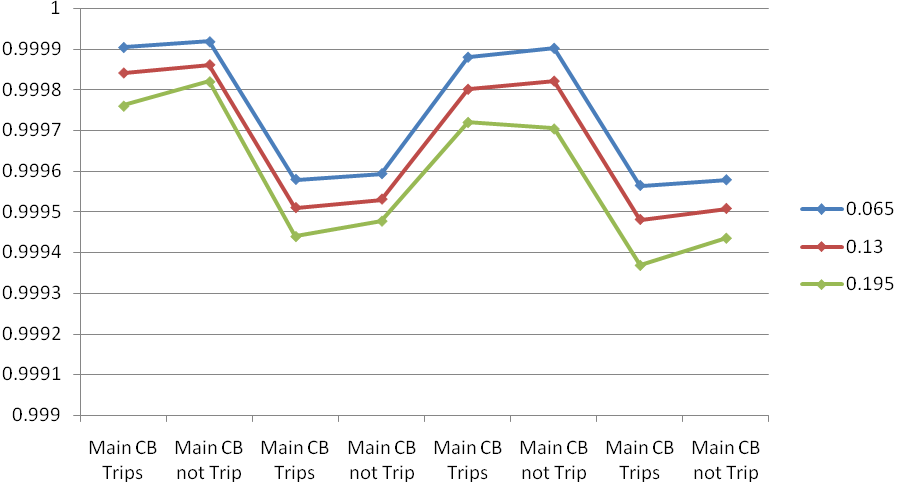 1
0.9999
0.9998
0.9997
0.9996
0.9995
0.9994
0.9993
0.9992
0.9991
0.999
Main CB Trips
Main CB not Trip
Main CB Trips
Main CB not Trip
Main CB Trips
Main CB not Trip
Main CB Trips
Main CB not Trip
0.065
0.13
0.195